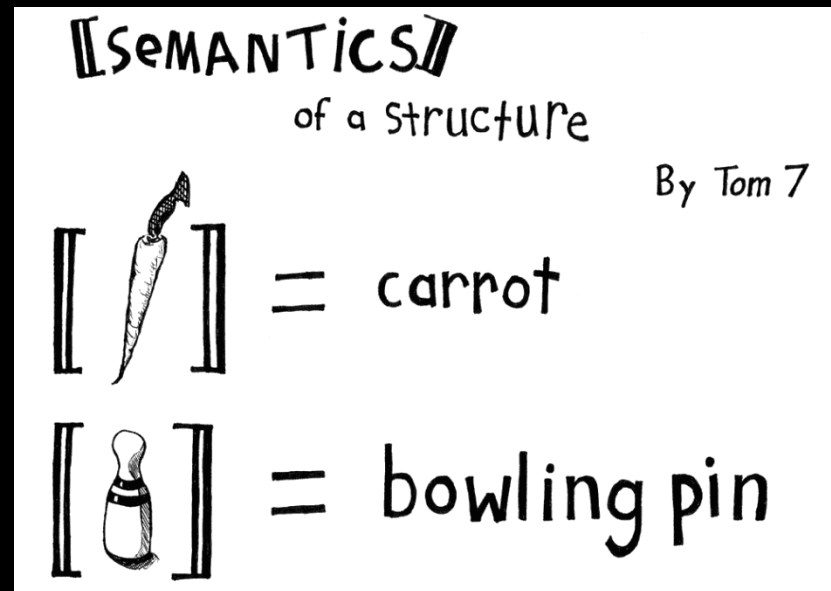 ⟦SeMANTiCS⟧
of a Structure
By Tom 7
⟦ ⟧ = carrot
⟦ ⟧ = bowling pin